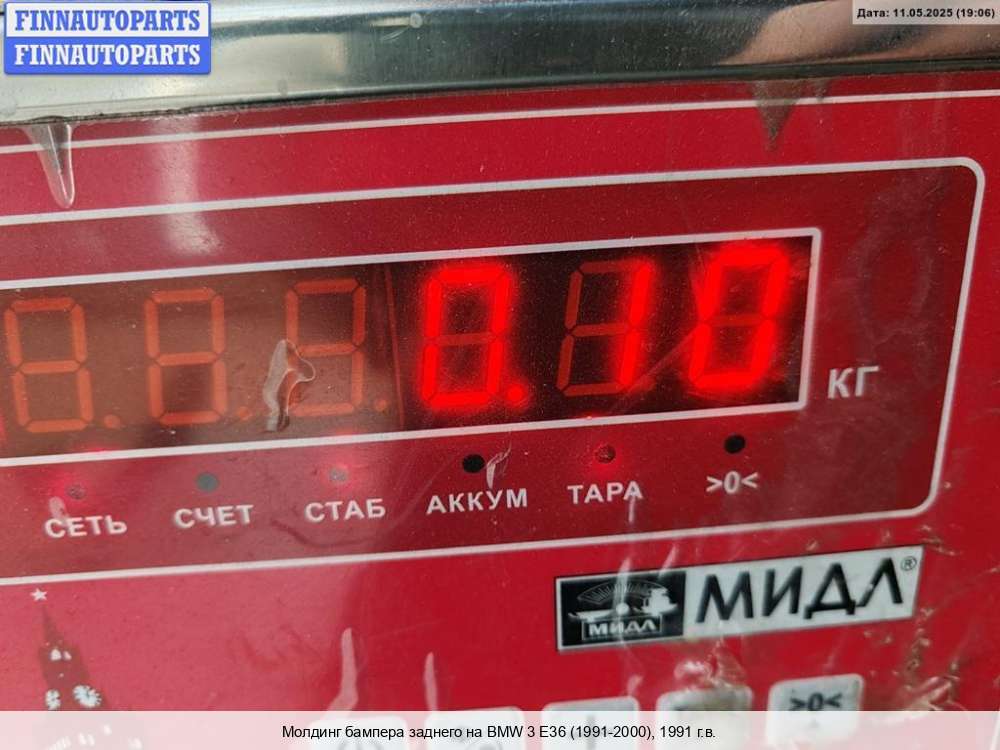 FINNAUTOPARTS
FINNAUTOPARTS
Дата: 11.05.2025 (19:06)
0.10
КГ
СЕТЬ СЧЕТ СТАБ АККУМ ТАРА >0<
МИДЛ
МИДЛ®
>0<
Молдинг бампера заднего на BMW 3 E36 (1991-2000), 1991 г.в.